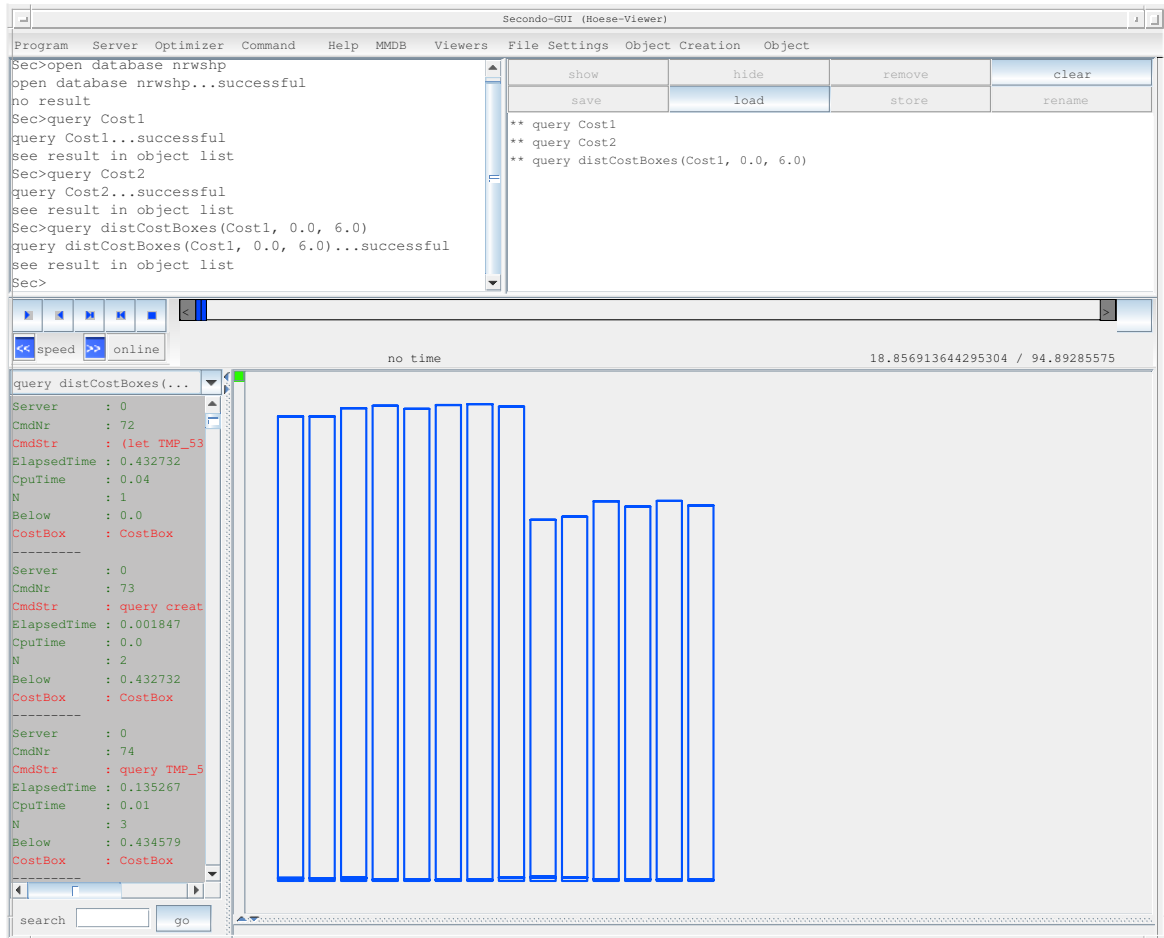 Secondo-GUI (Hoese-Viewer)
Program Server Optimizer Command Help MMDB Viewers File Settings Object Creation Object
Sec>open database nrwshp
open database nrwshp...successful
no result
Sec>query Cost1
query Cost1...successful
see result in object list
Sec>query Cost2
query Cost2...successful
see result in object list
Sec>query distCostBoxes(Cost1, 0.0, 6.0)
query distCostBoxes(Cost1, 0.0, 6.0)...successful
see result in object list
Sec>
show hide remove clear
save load store rename
** query Cost1
** query Cost2
** query distCostBoxes(Cost1, 0.0, 6.0)
< >
<< speed >> online
no time 18.856913644295304 / 94.89285575
query distCostBoxes(...
Server : 0
CmdNr : 72
CmdStr : (let TMP_53
ElapsedTime : 0.432732
CpuTime : 0.04
N : 1
Below : 0.0
CostBox : CostBox
---------
Server : 0
CmdNr : 73
CmdStr : query creat
ElapsedTime : 0.001847
CpuTime : 0.0
N : 2
Below : 0.432732
CostBox : CostBox
---------
Server : 0
CmdNr : 74
CmdStr : query TMP_5
ElapsedTime : 0.135267
CpuTime : 0.01
N : 3
Below : 0.434579
CostBox : CostBox
---------
search go